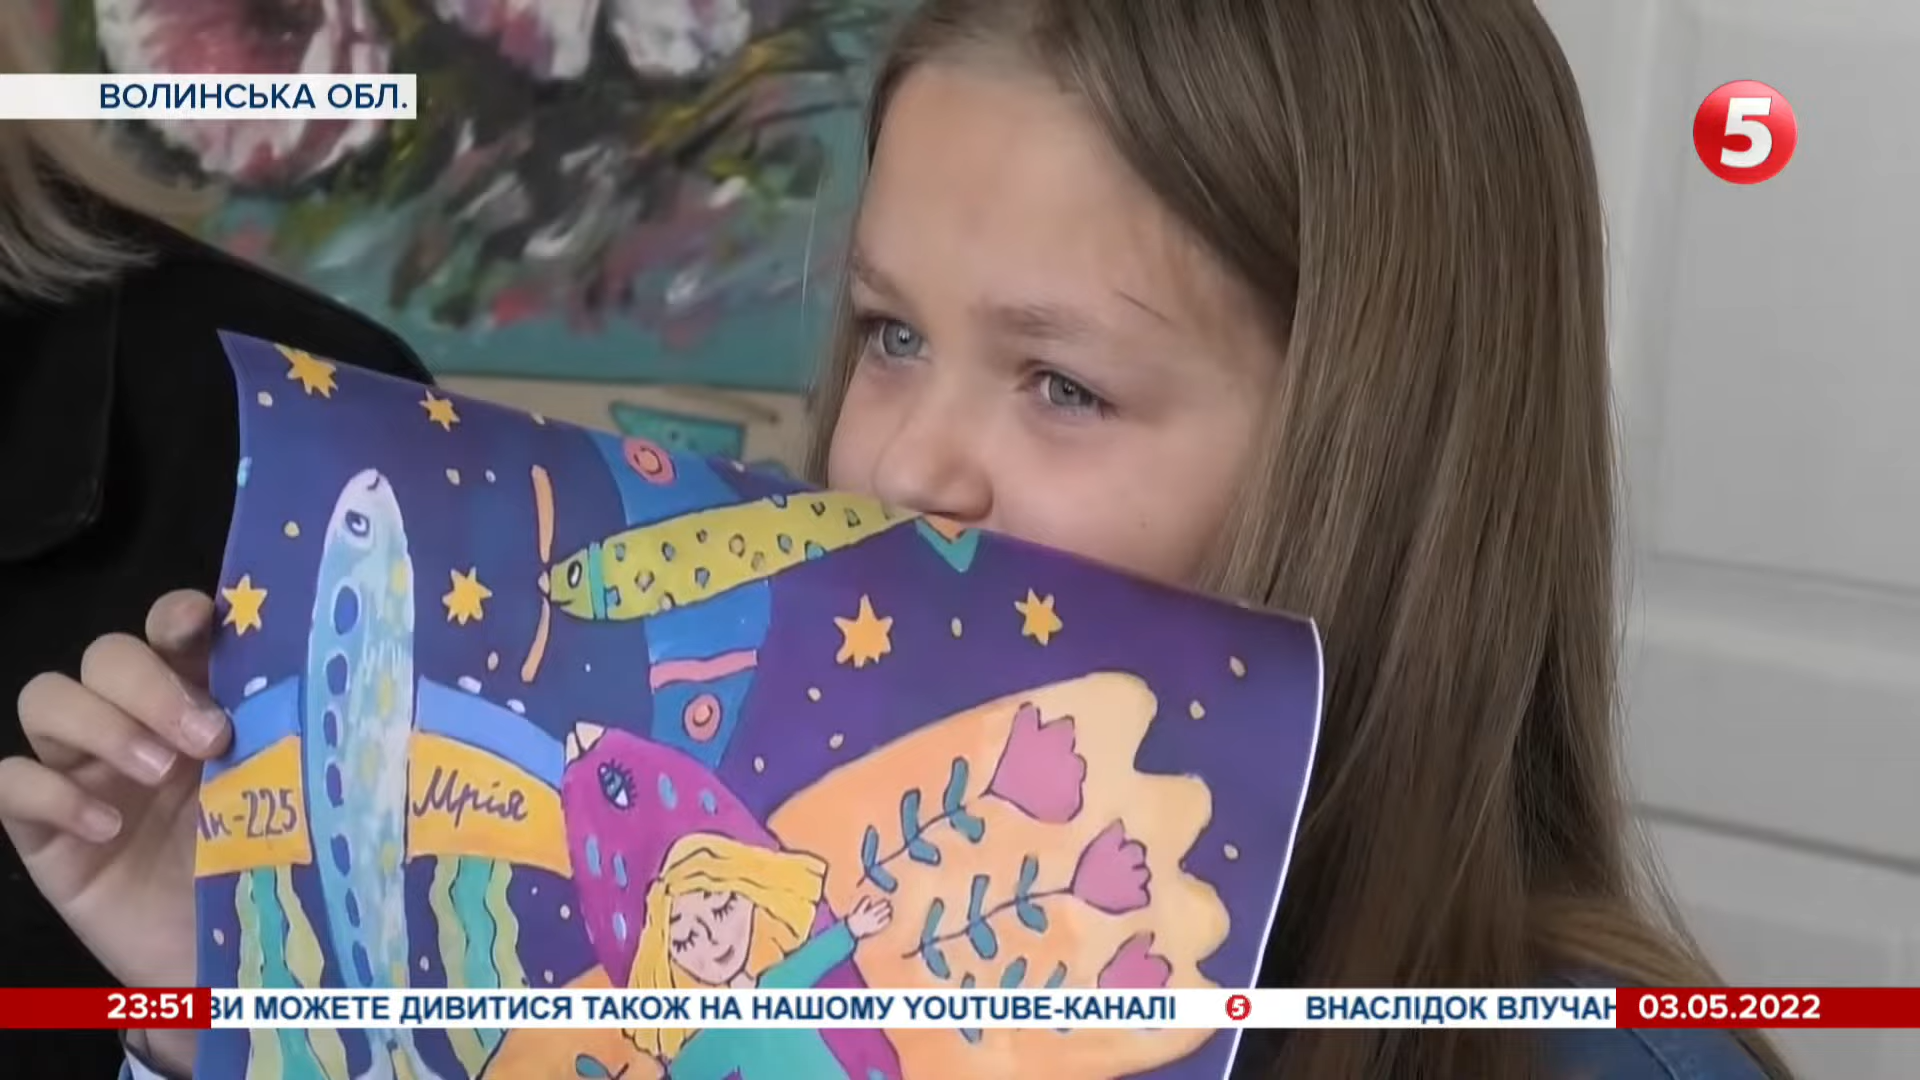 ВОЛИНСЬКА ОБЛ.
5
Ан-225
Мрія
23:51
ВИ МОЖЕТЕ ДИВИТИСЯ ТАКОЖ НА НАШОМУ YOUTUBE-КАНАЛІ 5 ВНАСЛІДОК ВЛУЧАН
03.05.2022